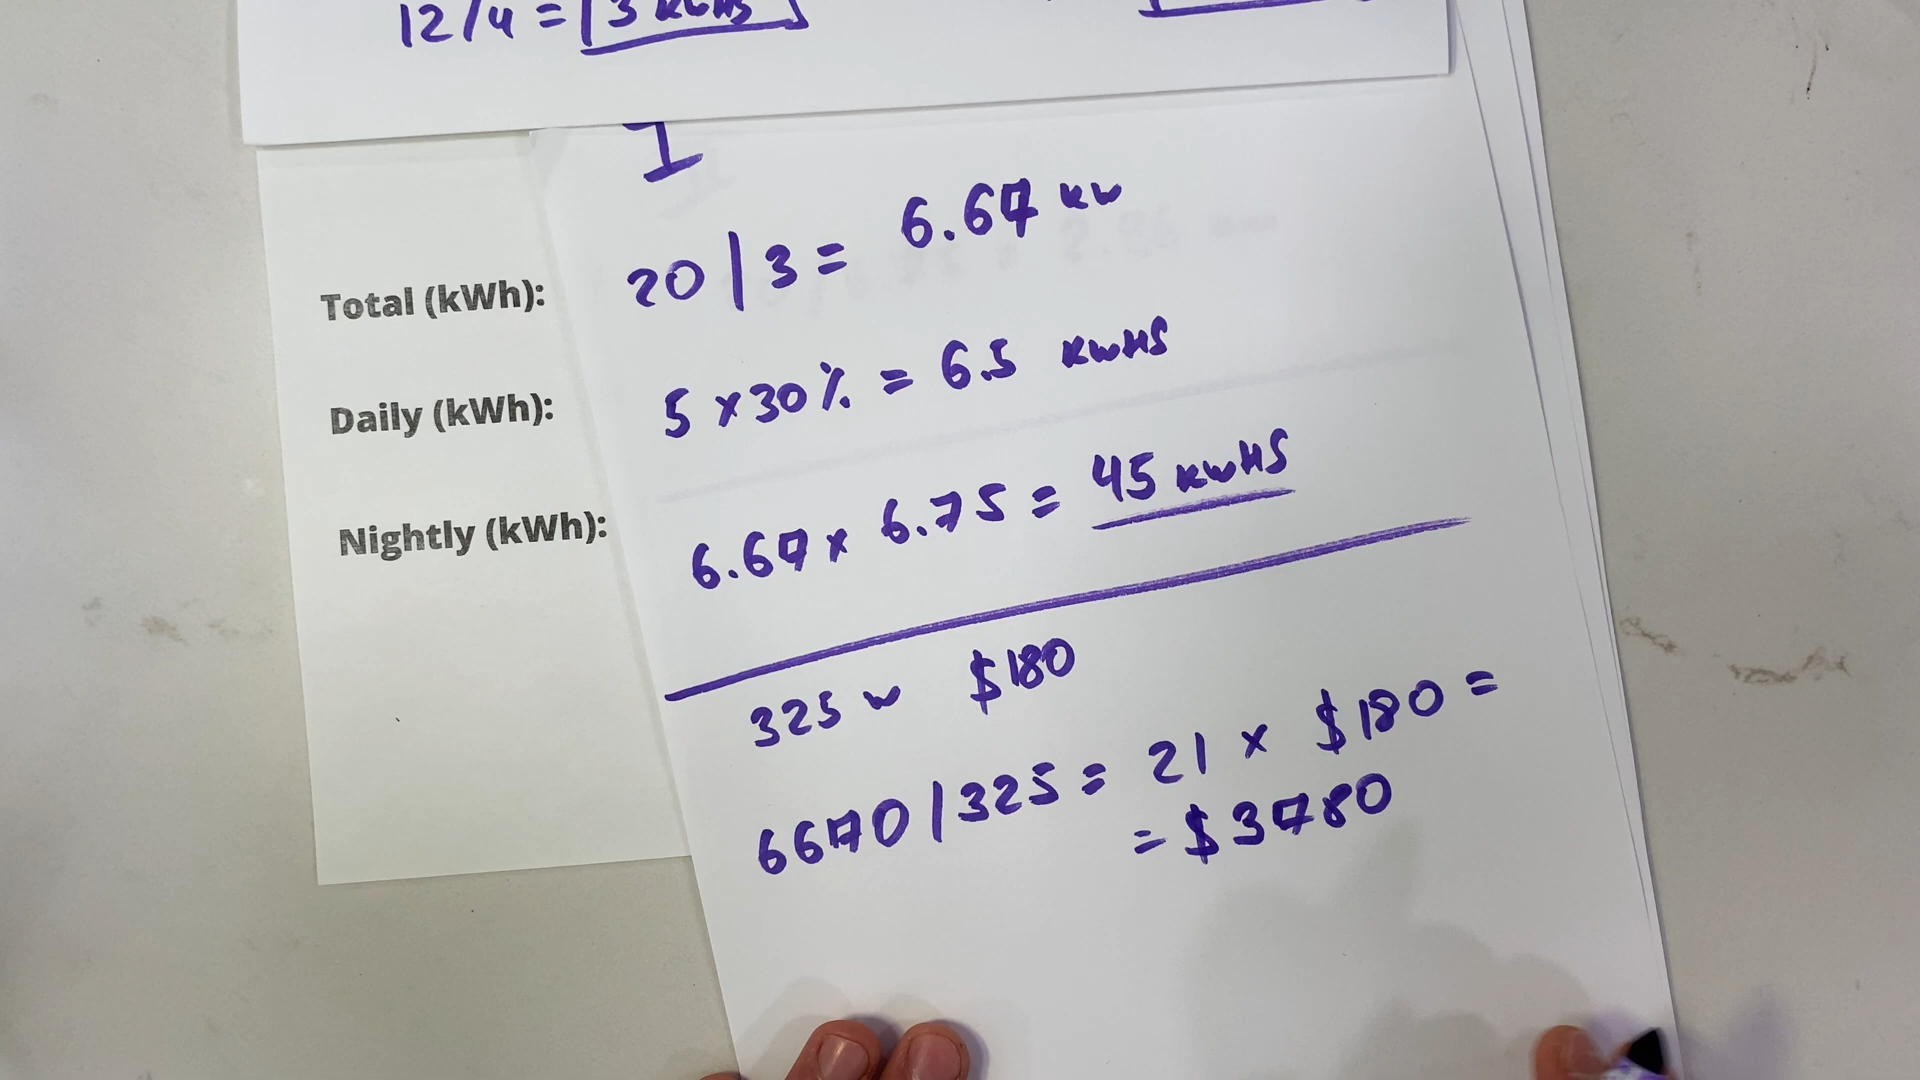 12/4 = 3 KWHS
I
20/3 = 6.67 KW
5 x 30% = 6.5 KWHS
6.67 x 6.75 = 45 KWHS
325 W $180
6670/325 = 21 x $180 =
= $3780
Total (kWh):
Daily (kWh):
Nightly (kWh):